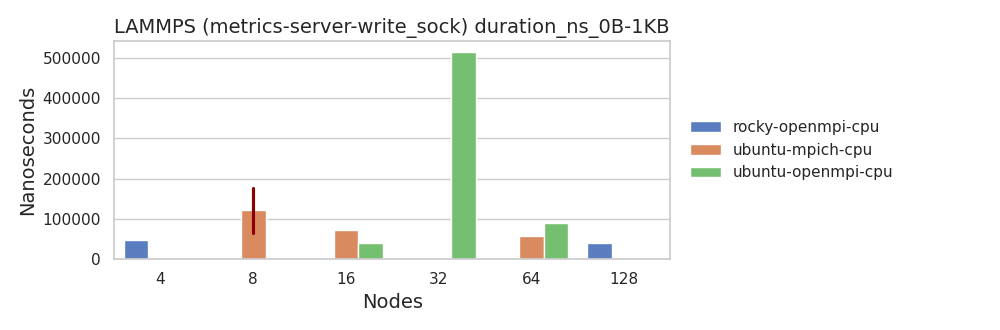 LAMMPS (metrics-server-write_sock) duration_ns_0B-1KB
Nanoseconds
500000
400000
300000
200000
100000
0
4 8 16 32 64 128
Nodes
rocky-openmpi-cpu
ubuntu-mpich-cpu
ubuntu-openmpi-cpu